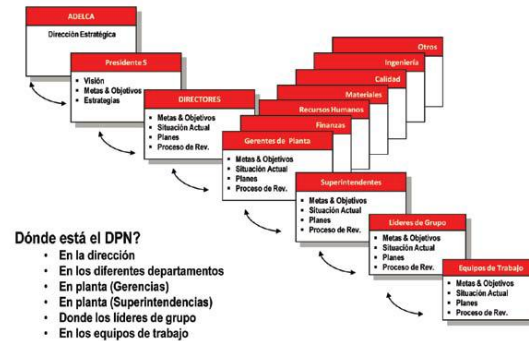 ADELCA
Dirección Estratégica
Presidente S
▪ Visión
▪ Metas & Objetivos
▪ Estrategias
DIRECTORES
▪ Metas & Objetivos
▪ Situación Actual
▪ Planes
▪ Proceso de Rev.
Otros
Ingeniería
Calidad
Materiales
Recursos Humanos
Finanzas
Gerentes de Planta
▪ Metas & Objetivos
▪ Situación Actual
▪ Planes
▪ Proceso de Rev.
Superintendentes
▪ Metas & Objetivos
▪ Situación Actual
▪ Planes
▪ Proceso de Rev.
Líderes de Grupo
▪ Metas & Objetivos
▪ Situación Actual
▪ Planes
▪ Proceso de Rev.
Equipos de Trabajo
▪ Metas & Objetivos
▪ Situación Actual
▪ Planes
▪ Proceso de Rev.
Dónde está el DPN?
• En la dirección
• En los diferentes departamentos
• En planta (Gerencias)
• En planta (Superintendencias)
• Donde los líderes de grupo
• En los equipos de trabajo